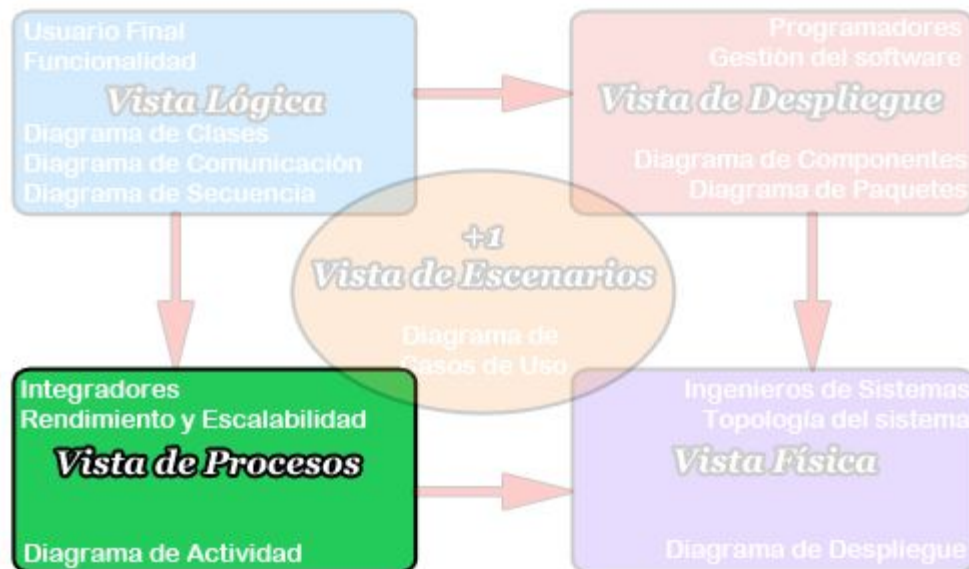 Usuario Final
Funcionalidad
Vista Lógica
Diagrama de Clases
Diagrama de Comunicación
Diagrama de Secuencia
Programadores
Gestión del software
Vista de Despliegue
Diagrama de Componentes
Diagrama de Paquetes
+1
Vista de Escenarios
Diagrama de
Casos de Uso
Integradores
Rendimiento y Escalabilidad
Vista de Procesos
Diagrama de Actividad
Ingenieros de Sistemas
Topología del sistema
Vista Física
Diagrama de Despliegue